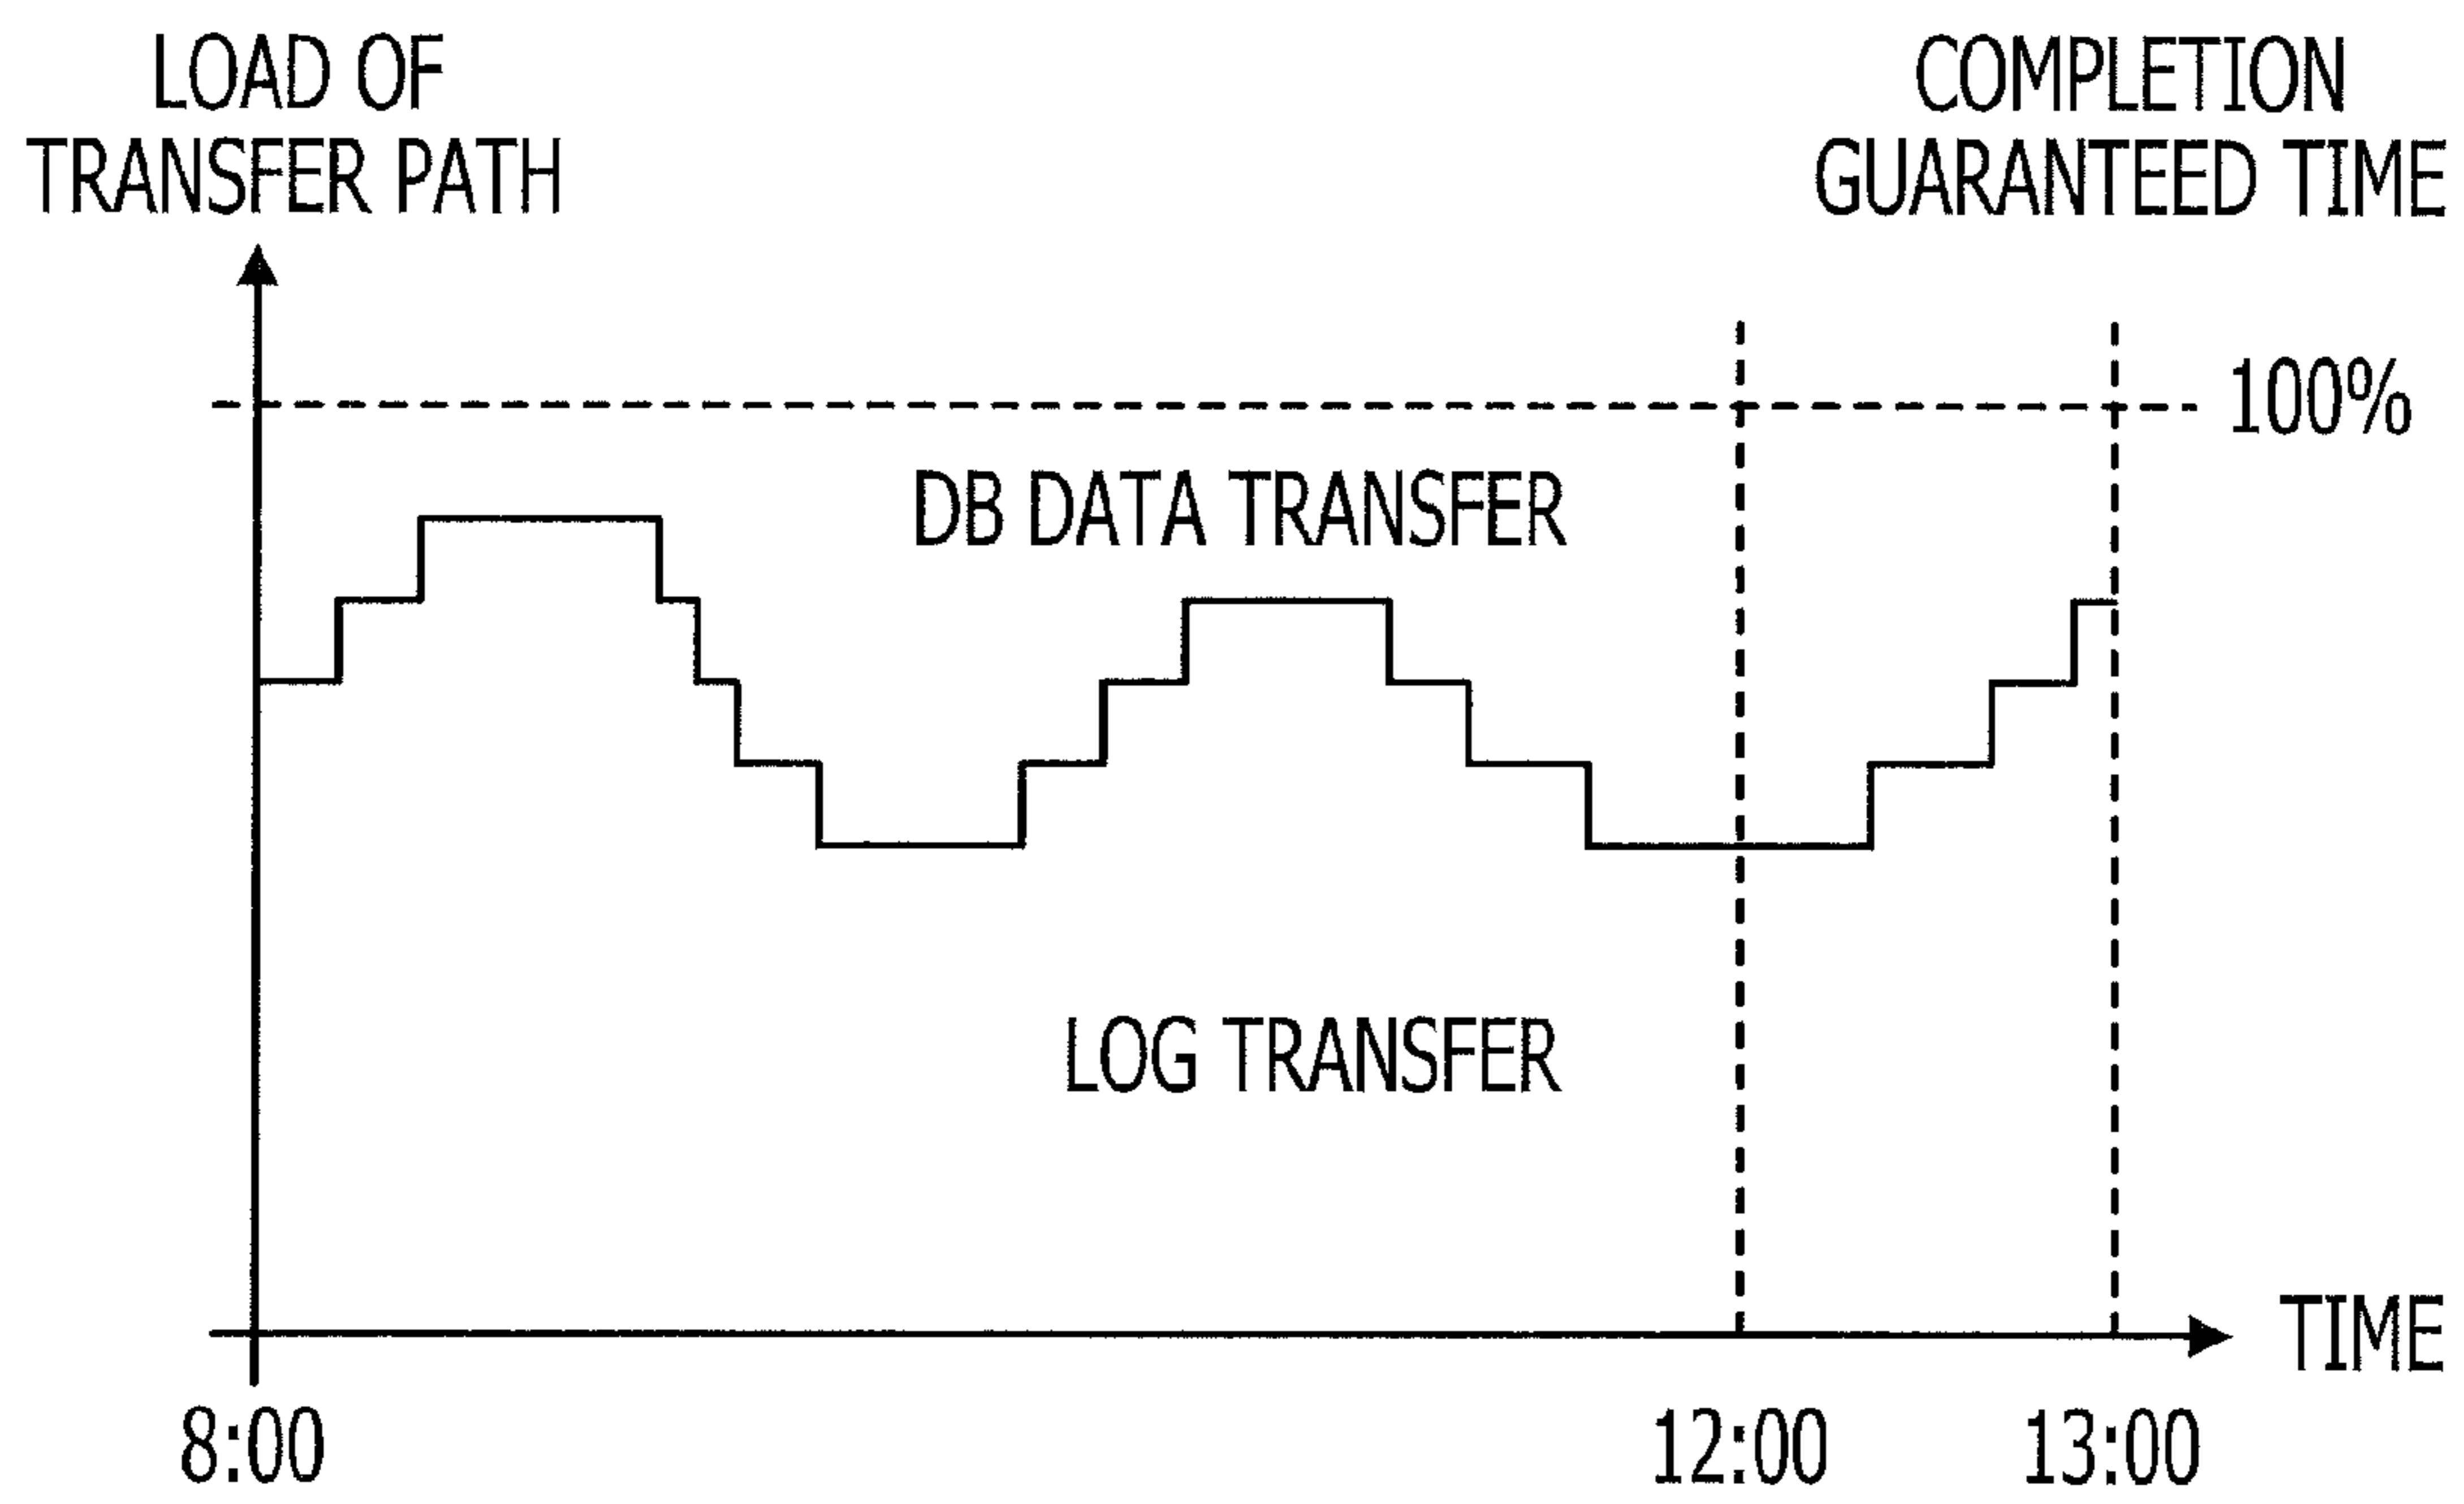 LOAD OF
TRANSFER PATH
COMPLETION
GUARANTEED TIME
100%
DB DATA TRANSFER
LOG TRANSFER
TIME
8:00
12:00
13:00